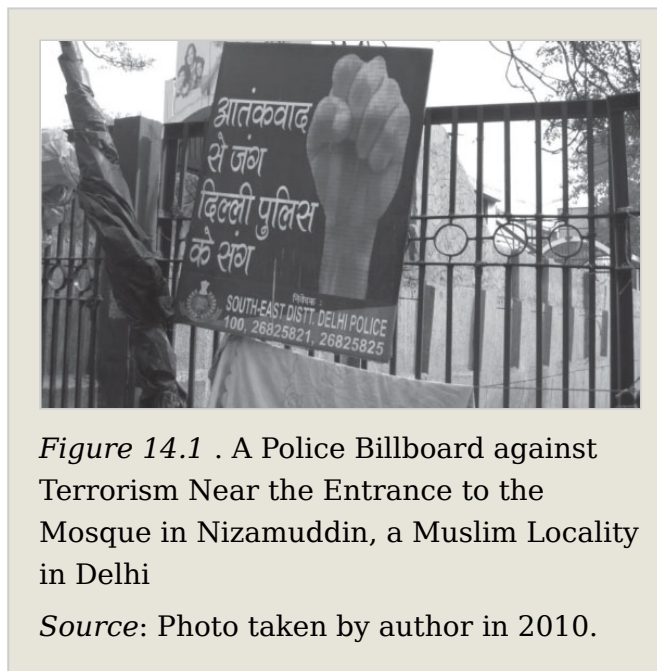 आतंकवाद
से जंग
दिल्ली पुलिस
के संग
निवेदक :
SOUTH-EAST DISTT. DELHI POLICE
100, 26825821, 26825825
Figure 14.1 . A Police Billboard against
Terrorism Near the Entrance to the
Mosque in Nizamuddin, a Muslim Locality
in Delhi
Source: Photo taken by author in 2010.